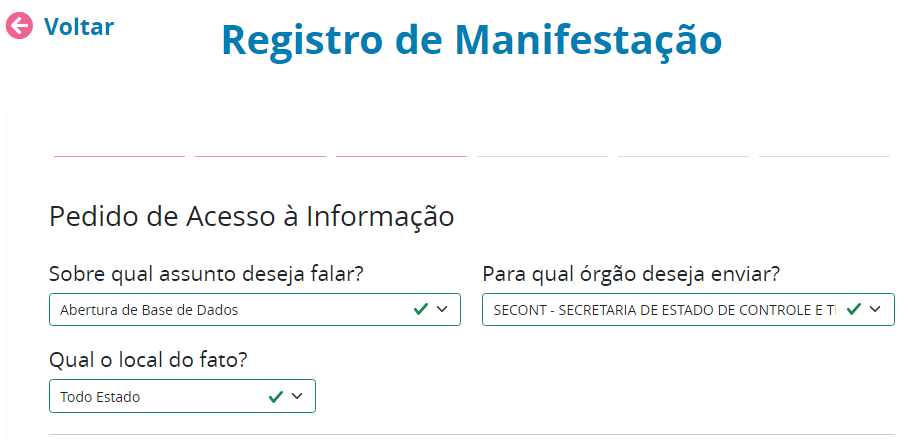 Voltar
Registro de Manifestação
Pedido de Acesso à Informação
Sobre qual assunto deseja falar?
Para qual órgão deseja enviar?
Abertura de Base de Dados
SECONT - SECRETARIA DE ESTADO DE CONTROLE E
Qual o local do fato?
Todo Estado